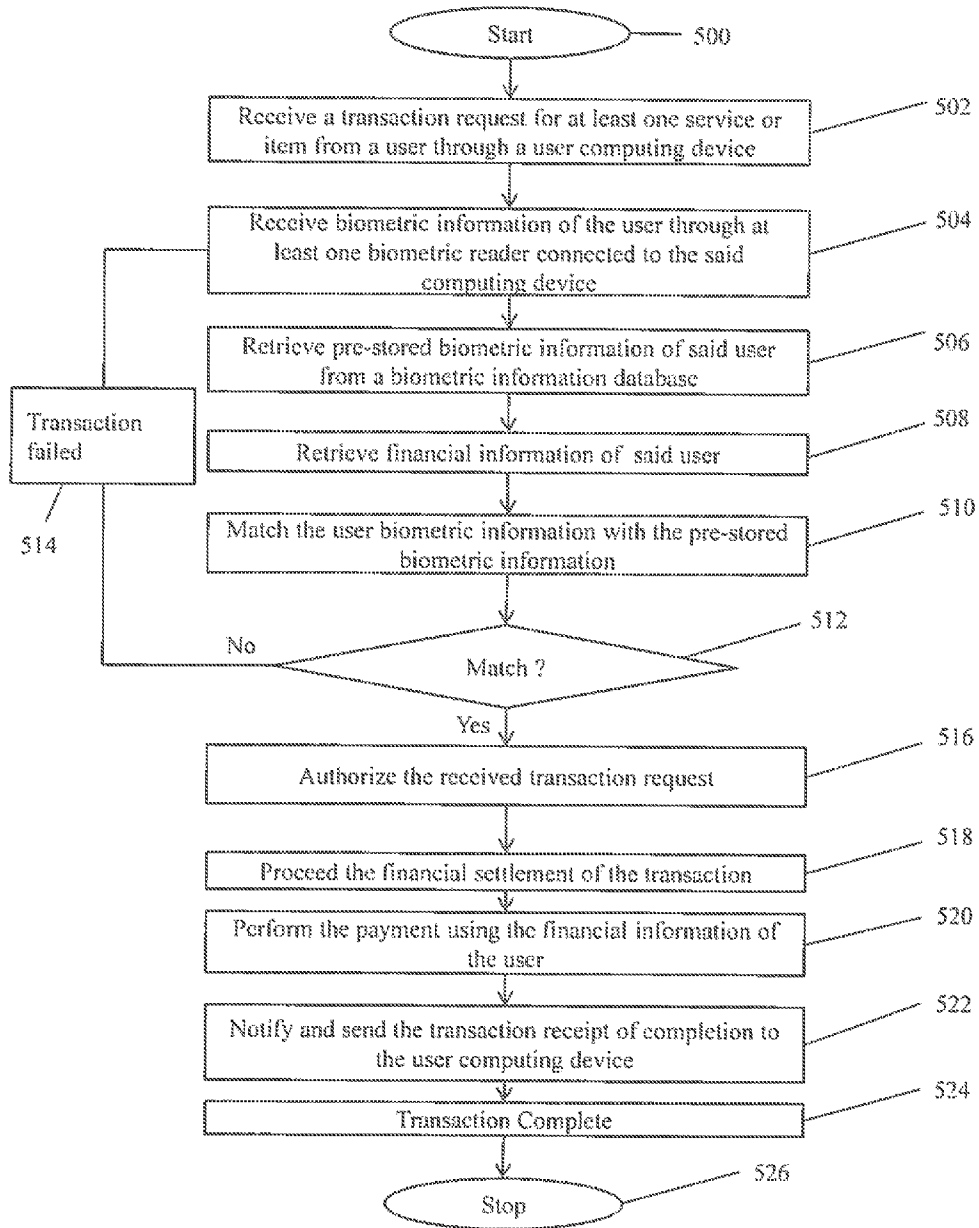 Start
500
Receive a transaction request for at least one service or
item from a user through a user computing device
502
Receive biometric information of the user through at
least one biometric reader connected to the said
computing device
504
Retrieve pre-stored biometric information of said user
from a biometric information database
506
Transaction
failed
514
Retrieve financial information of said user
508
Match the user biometric information with the pre-stored
biometric information
510
No
Match ?
512
Yes
Authorize the received transaction request
516
Proceed the financial settlement of the transaction
518
Perform the payment using the financial information of
the user
520
Notify and send the transaction receipt of completion to
the user computing device
522
Transaction Complete
524
Stop
526